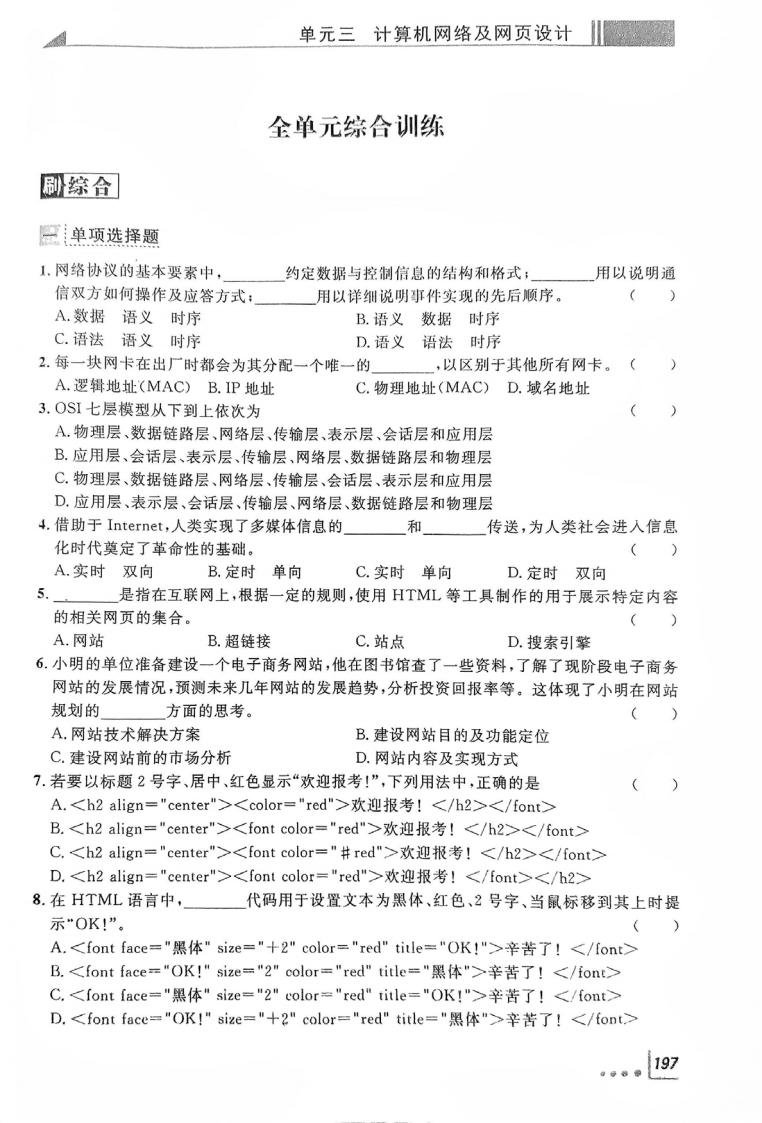 单元三 计算机网络及网页设计
全单元综合训练
刷综合
一 单项选择题
1.网络协议的基本要素中,________约定数据与控制信息的结构和格式;________用以说明通
信双方如何操作及应答方式;________用以详细说明事件实现的先后顺序。 ( )
A.数据 语义 时序 B.语义 数据 时序
C.语法 语义 时序 D.语义 语法 时序
2.每一块网卡在出厂时都会为其分配一个唯一的________,以区别于其他所有网卡。 ( )
A.逻辑地址(MAC) B.IP地址 C.物理地址(MAC) D.域名地址
3.OSI七层模型从下到上依次为 ( )
A.物理层、数据链路层、网络层、传输层、表示层、会话层和应用层
B.应用层、会话层、表示层、传输层、网络层、数据链路层和物理层
C.物理层、数据链路层、网络层、传输层、会话层、表示层和应用层
D.应用层、表示层、会话层、传输层、网络层、数据链路层和物理层
4.借助于Internet,人类实现了多媒体信息的________和________传送,为人类社会进入信息
化时代奠定了革命性的基础。 ( )
A.实时 双向 B.定时 单向 C.实时 单向 D.定时 双向
5.________是指在互联网上,根据一定的规则,使用HTML等工具制作的用于展示特定内容
的相关网页的集合。 ( )
A.网站 B.超链接 C.站点 D.搜索引擎
6.小明的单位准备建设一个电子商务网站,他在图书馆查了一些资料,了解了现阶段电子商务
网站的发展情况,预测未来几年网站的发展趋势,分析投资回报率等。这体现了小明在网站
规划的________方面的思考。 ( )
A.网站技术解决方案 B.建设网站目的及功能定位
C.建设网站前的市场分析 D.网站内容及实现方式
7.若要以标题2号字、居中、红色显示“欢迎报考!”,下列用法中,正确的是 ( )
A.<h2 align="center"><color="red">欢迎报考! </h2></font>
B.<h2 align="center"><font color="red">欢迎报考! </h2></font>
C.<h2 align="center"><font color="#red">欢迎报考! </h2></font>
D.<h2 align="center"><font color="red">欢迎报考! </font></h2>
8.在HTML语言中,________代码用于设置文本为黑体、红色、2号字、当鼠标移到其上时提
示“OK!”。 ( )
A.<font face="黑体" size="+2" color="red" title="OK!">辛苦了! </font>
B.<font face="OK!" size="2" color="red" title="黑体">辛苦了! </font>
C.<font face="黑体" size="2" color="red" title="OK!">辛苦了! </font>
D.<font face="OK!" size="+2" color="red" title="黑体">辛苦了! </font>
197